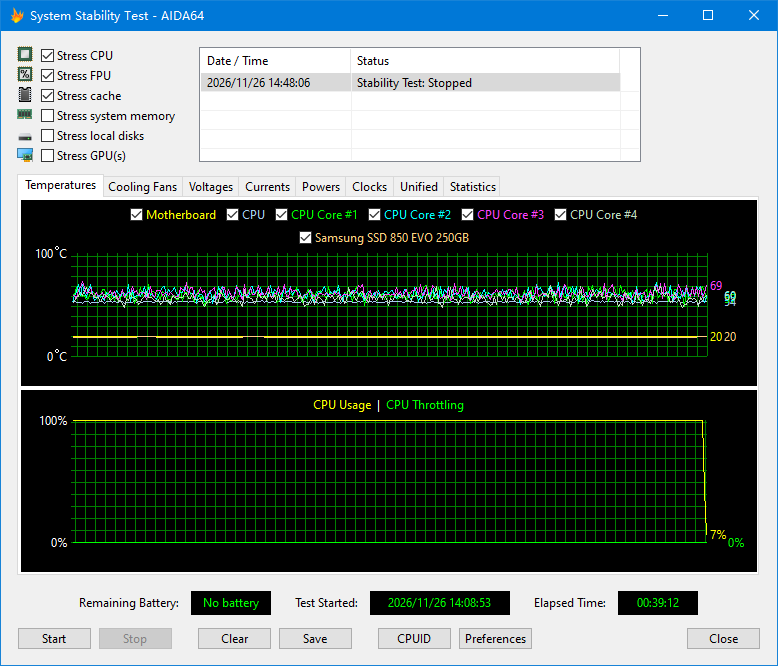 System Stability Test - AIDA64
Stress CPU
Stress FPU
Stress cache
Stress system memory
Stress local disks
Stress GPU(s)
Date / Time Status
2026/11/26 14:48:06 Stability Test: Stopped
Temperatures Cooling Fans Voltages Currents Powers Clocks Unified Statistics
Motherboard CPU CPU Core #1 CPU Core #2 CPU Core #3 CPU Core #4
Samsung SSD 850 EVO 250GB
100°C
69
20 20
0°C
CPU Usage | CPU Throttling
100%
7%
0% 0%
Remaining Battery: No battery Test Started: 2026/11/26 14:08:53 Elapsed Time: 00:39:12
Start Stop Clear Save CPUID Preferences Close